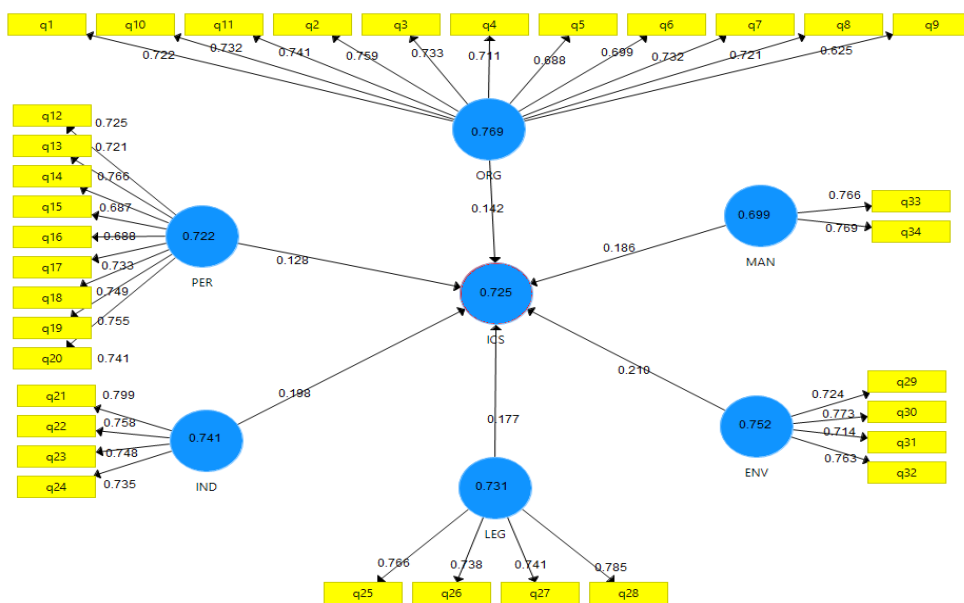 q1 q10 q11 q2 q3 q4 q5 q6 q7 q8 q9
0.722 0.732 0.741 0.759 0.733 0.711 0.688 0.699 0.732 0.721 0.625
0.769
ORG
0.142
q12
q13
q14
q15
q16
q17
q18
q19
q20
0.725
0.721
0.766
0.687
0.688
0.733
0.749
0.755
0.741
0.722
PER
0.128
0.699
MAN
0.186
0.766
0.769
q33
q34
0.725
ICS
q21
q22
q23
q24
0.799
0.758
0.748
0.735
0.741
IND
0.198
0.177
0.731
LEG
0.766 0.738 0.741 0.785
q25 q26 q27 q28
0.210
0.752
ENV
0.724
0.773
0.714
0.763
q29
q30
q31
q32